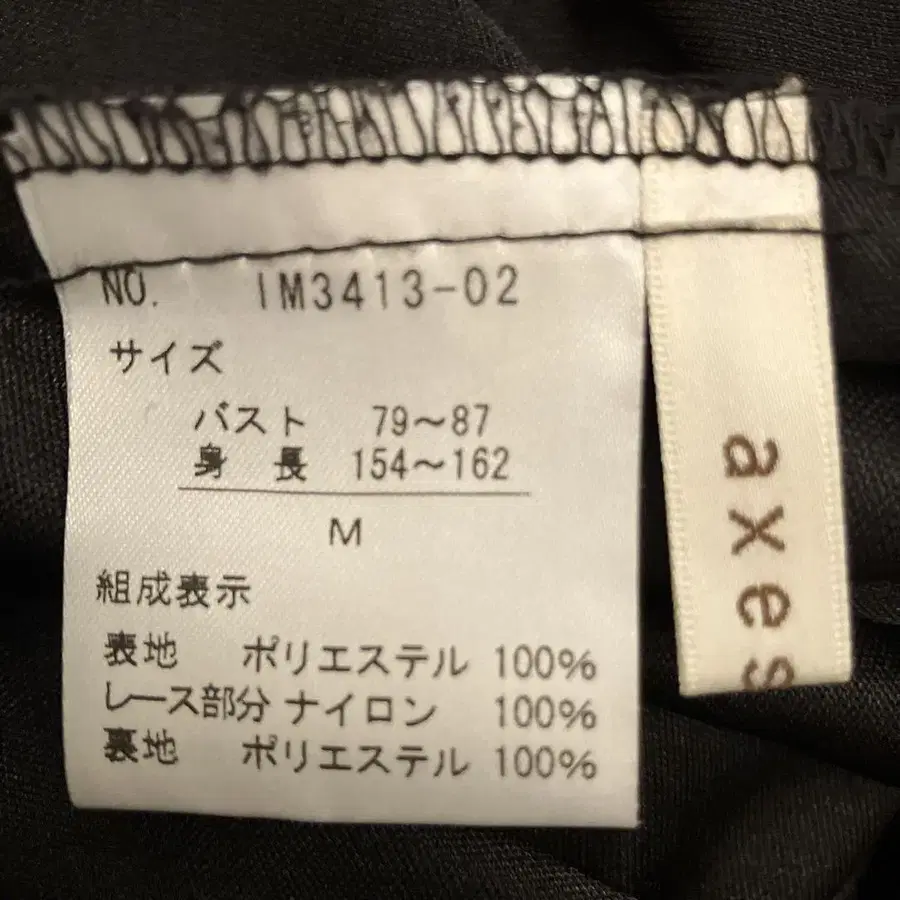 NO. IM3413-02
サイズ
バスト 79～87
身長 154～162
M
組成表示
表地 ポリエステル 100%
レース部分 ナイロン 100%
裏地 ポリエステル 100%
axes